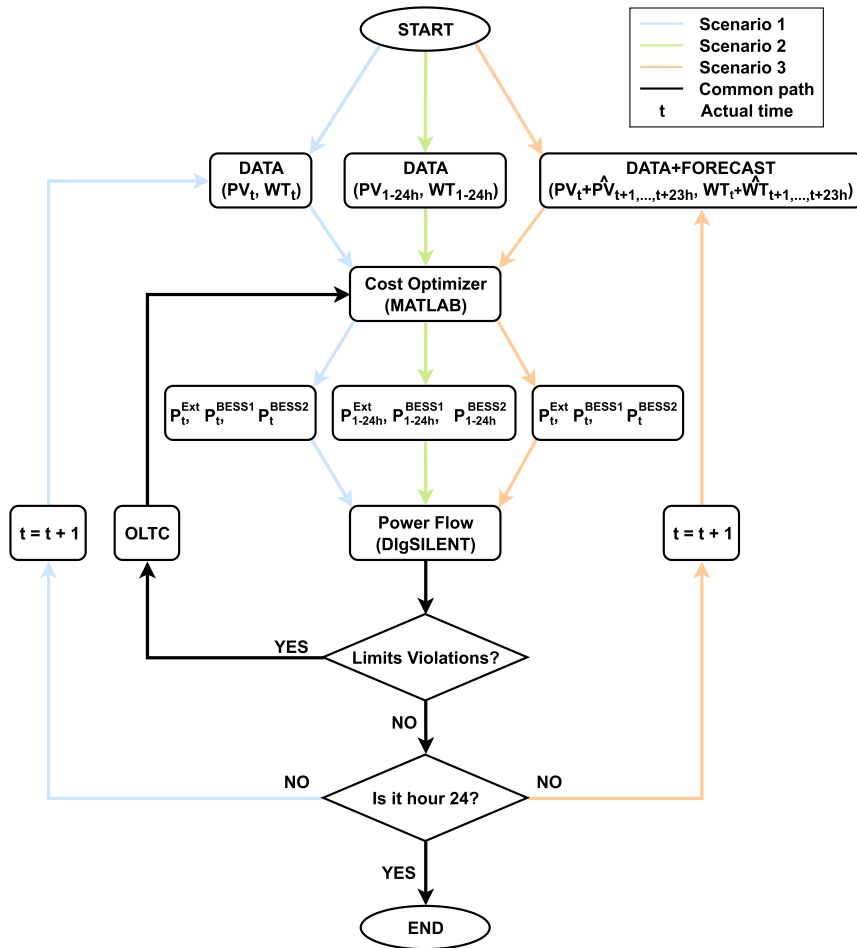 START
Scenario 1
Scenario 2
Scenario 3
Common path
t Actual time
DATA
(PVt, WTt)
DATA
(PV1-24h, WT1-24h)
DATA+FORECAST
(PVt+P̂Vt+1,...,t+23h, WTt+ŴTt+1,...,t+23h)
Cost Optimizer
(MATLAB)
PtExt, PtBESS1, PtBESS2
P1-24hExt, P1-24hBESS1, P1-24hBESS2
PtExt, PtBESS1, PtBESS2
t = t + 1
OLTC
Power Flow
(DIgSILENT)
t = t + 1
YES
Limits Violations?
NO
NO
Is it hour 24?
NO
YES
END